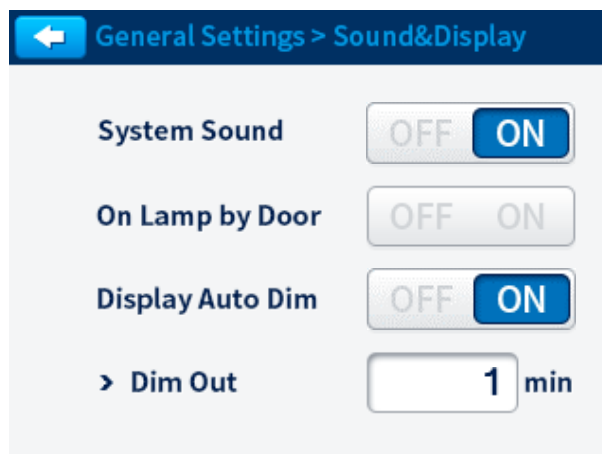 General Settings > Sound&Display
System Sound OFF ON
On Lamp by Door OFF ON
Display Auto Dim OFF ON
> Dim Out 1 min